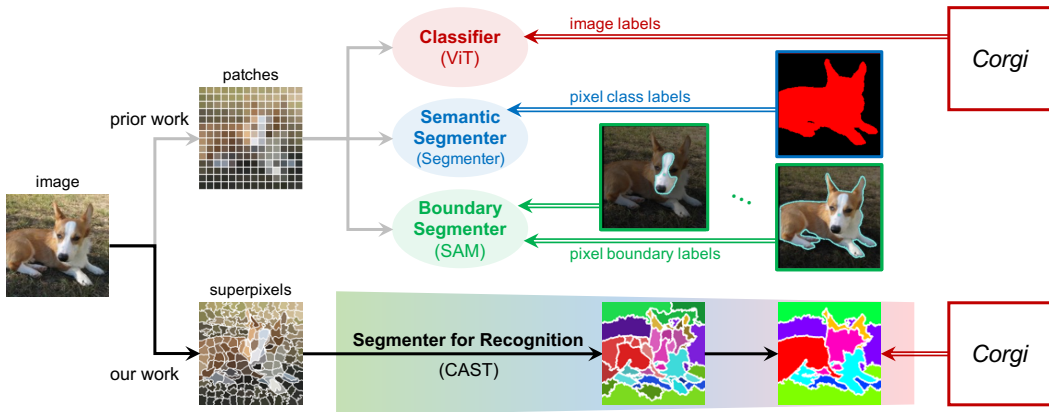 image labels
Classifier
(ViT)
Corgi
patches
pixel class labels
prior work
Semantic
Segmenter
(Segmenter)
image
...
Boundary
Segmenter
(SAM)
pixel boundary labels
superpixels
Segmenter for Recognition
(CAST)
Corgi
our work